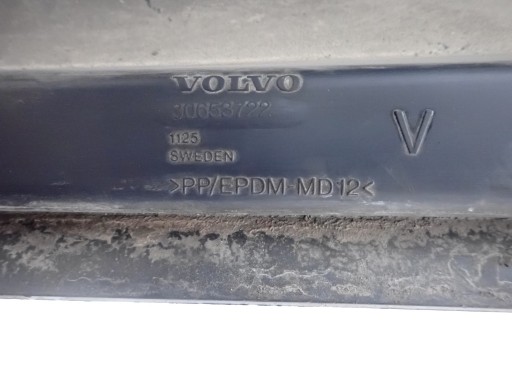 VOLVO
1125
SWEDEN
V
>PP/EPDM-MD12<